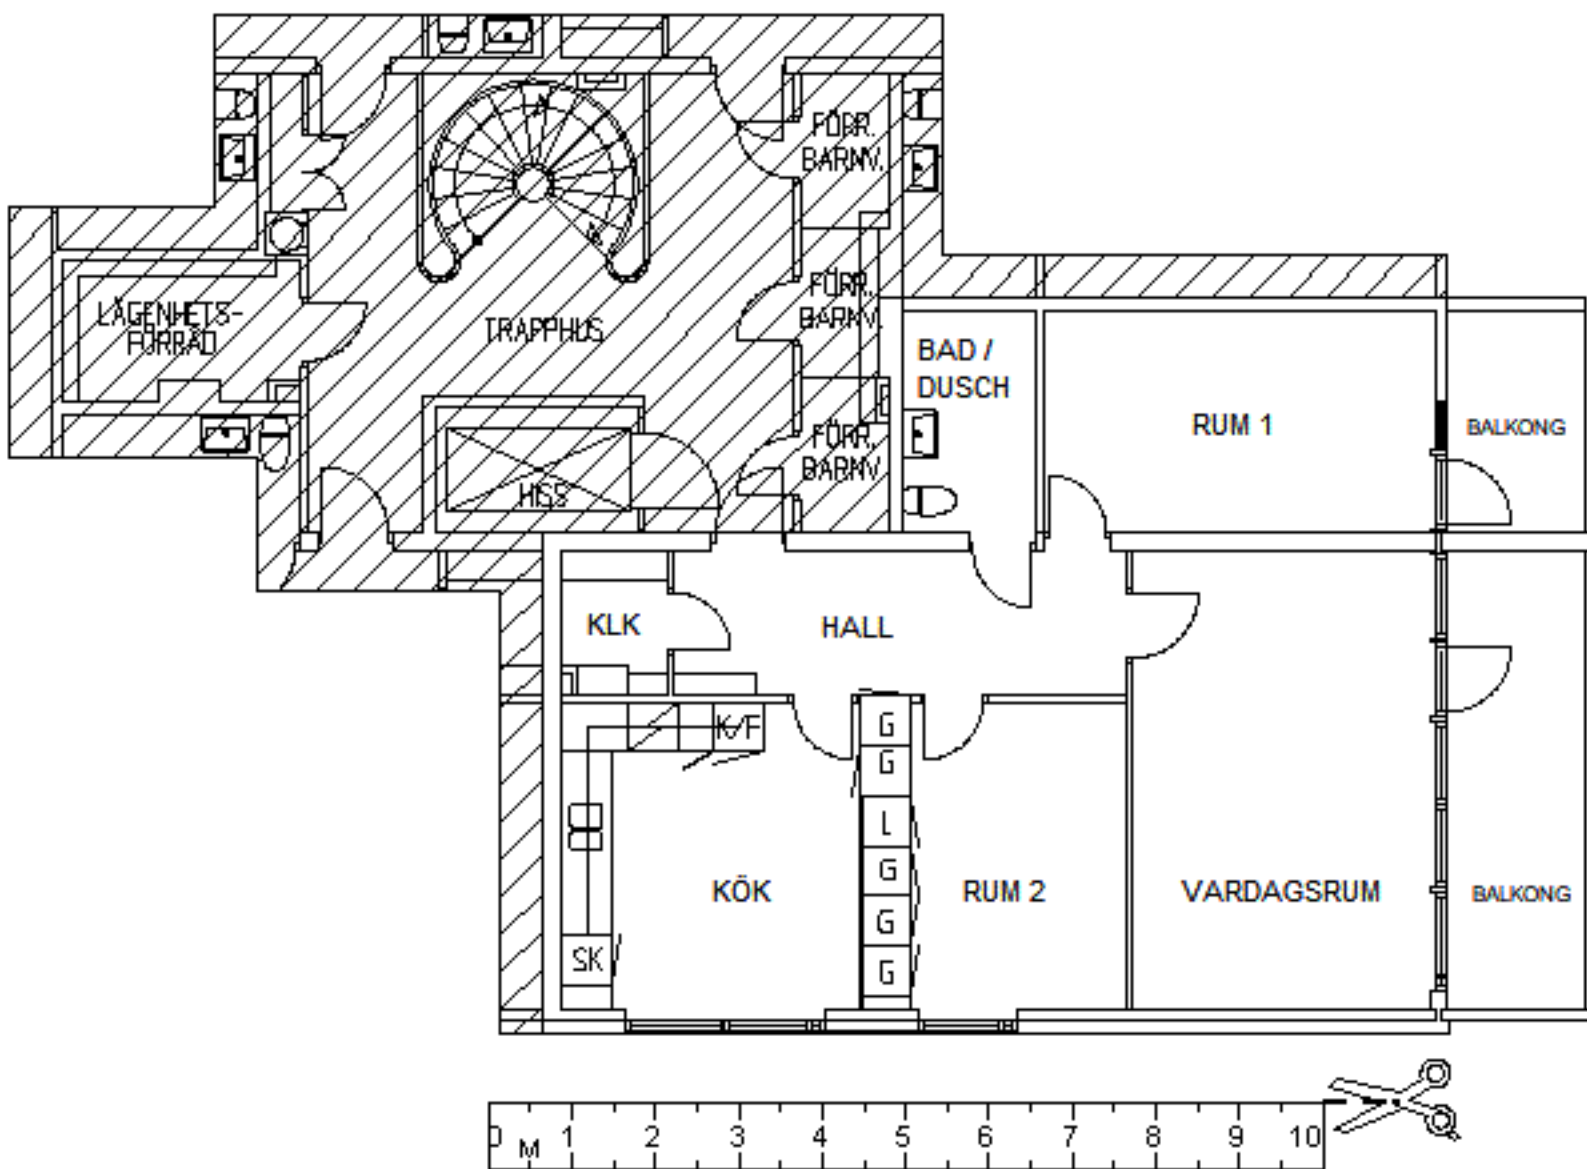 FÖRR.
BARNV.
LÄGENHETS-
FÖRRÅD
TRAPPHUS
FÖRR.
BARNV.
BAD /
DUSCH
RUM 1
BALKONG
FÖRR.
BARNV.
HISS
KLK
HALL
K/F
G
G
L
G
G
G
KÖK
RUM 2
VARDAGSRUM
BALKONG
SK
0 M 1 2 3 4 5 6 7 8 9 10